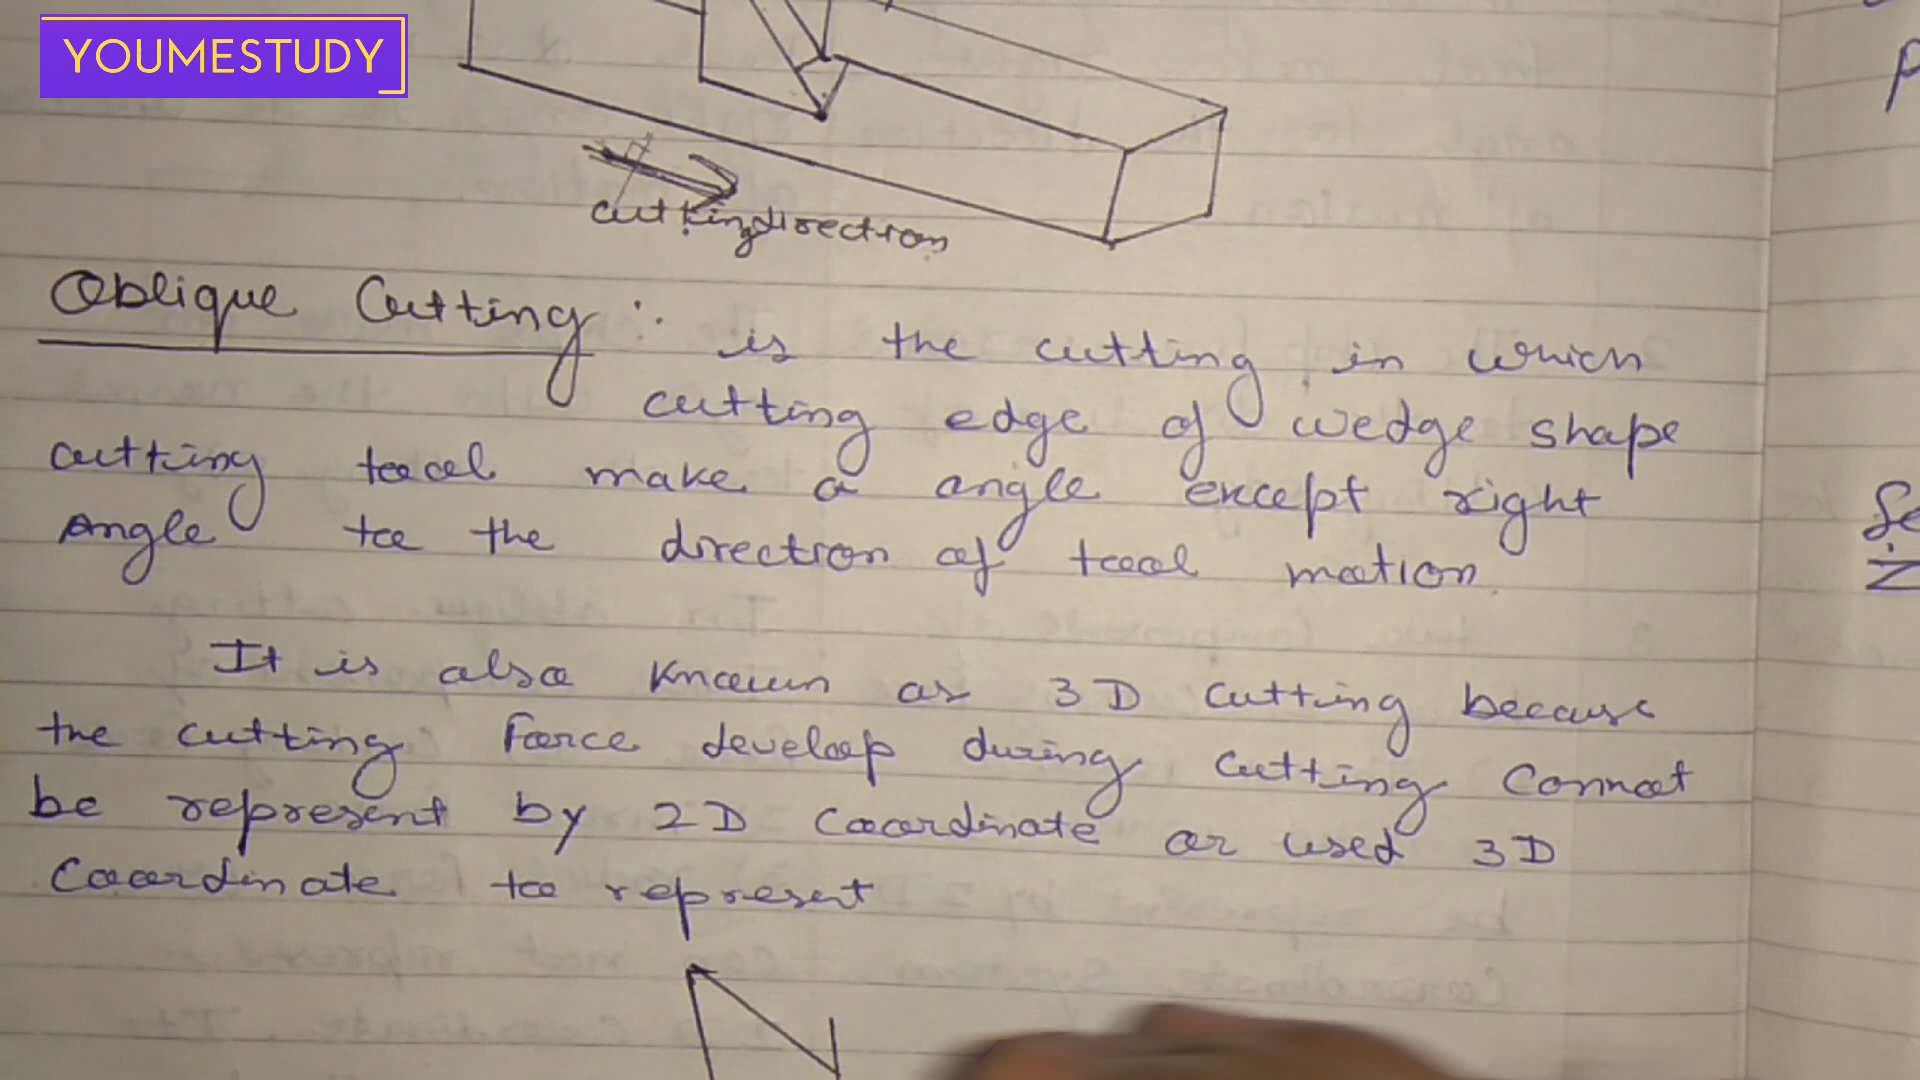 YOUMESTUDY
cutting direction
Oblique Cutting : is the cutting in which
cutting edge of wedge shape
cutting tool make a angle except right
Angle to the direction of tool motion
It is also known as 3D cutting because
the cutting force develop during cutting cannot
be represent by 2D coordinate or used 3D
coordinate to represent